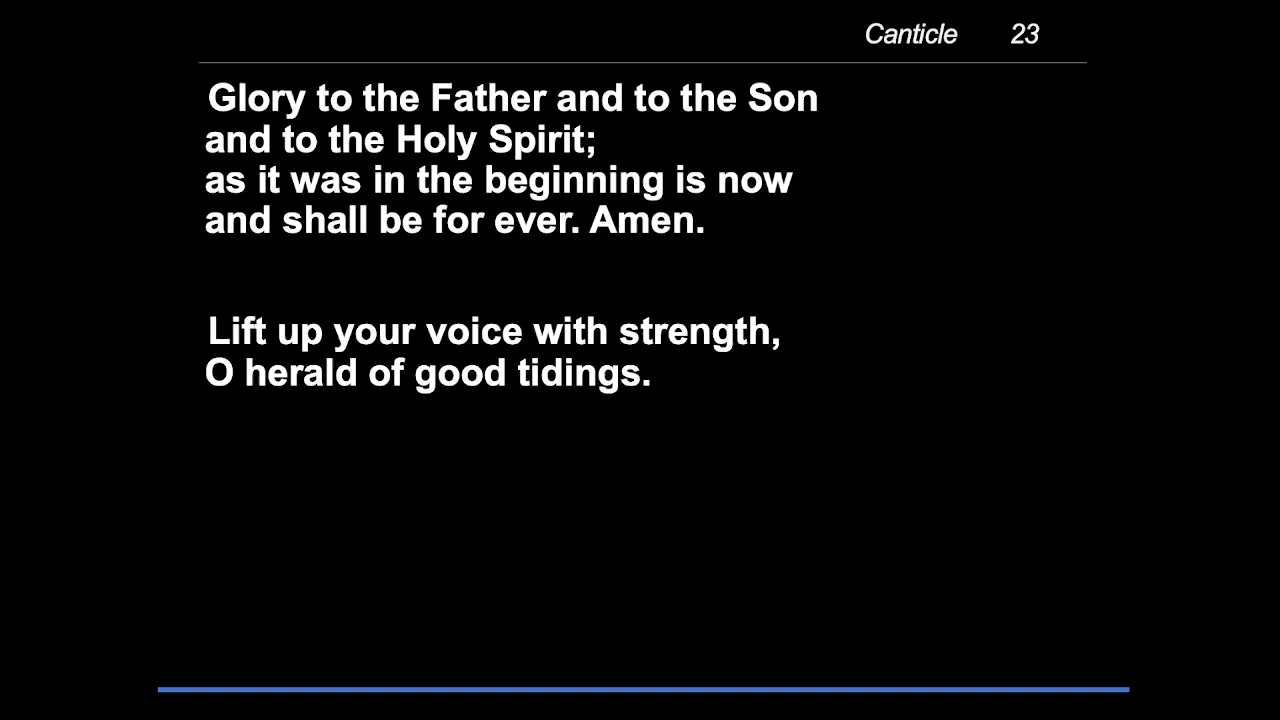 Canticle 23
Glory to the Father and to the Son
and to the Holy Spirit;
as it was in the beginning is now
and shall be for ever. Amen.
Lift up your voice with strength,
O herald of good tidings.